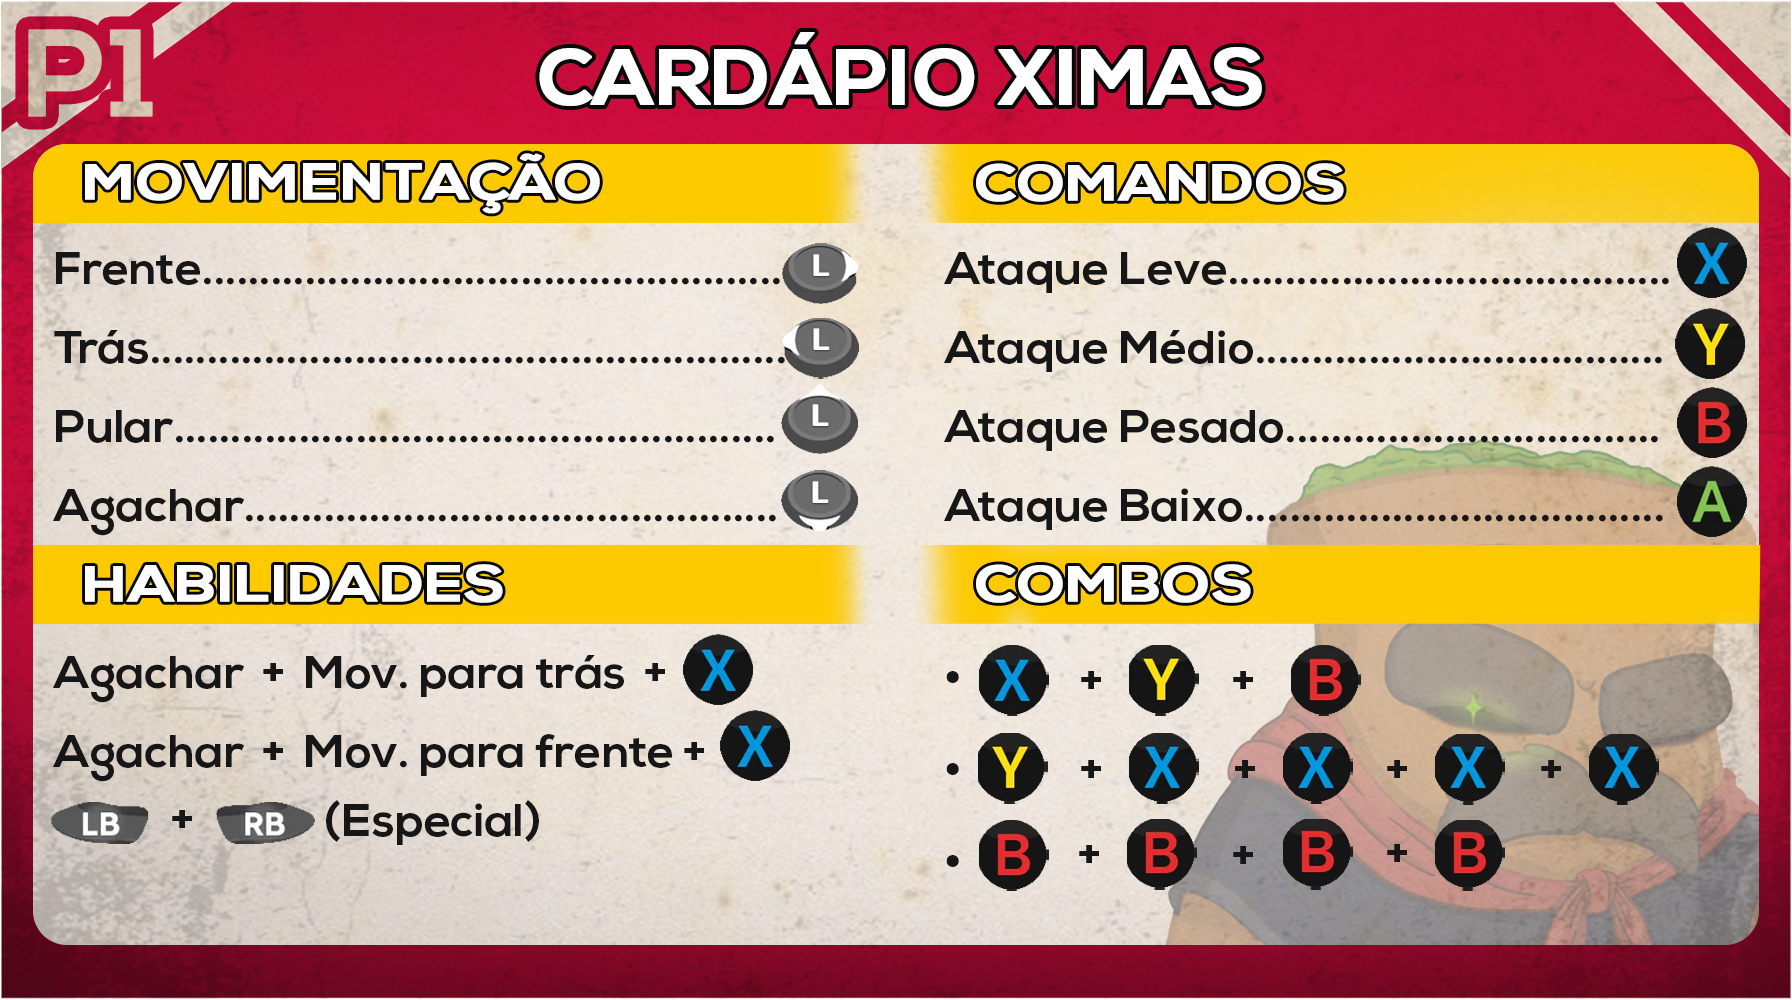 P1
CARDÁPIO XIMAS
MOVIMENTAÇÃO
Frente.................................................. L
Trás....................................................... L
Pular.................................................... L
Agachar.............................................. L
COMANDOS
Ataque Leve...................................... X
Ataque Médio................................... Y
Ataque Pesado................................ B
Ataque Baixo.................................... A
HABILIDADES
Agachar + Mov. para trás + X
Agachar + Mov. para frente + X
LB + RB (Especial)
COMBOS
• X + Y + B
• Y + X + X + X + X
• B + B + B + B